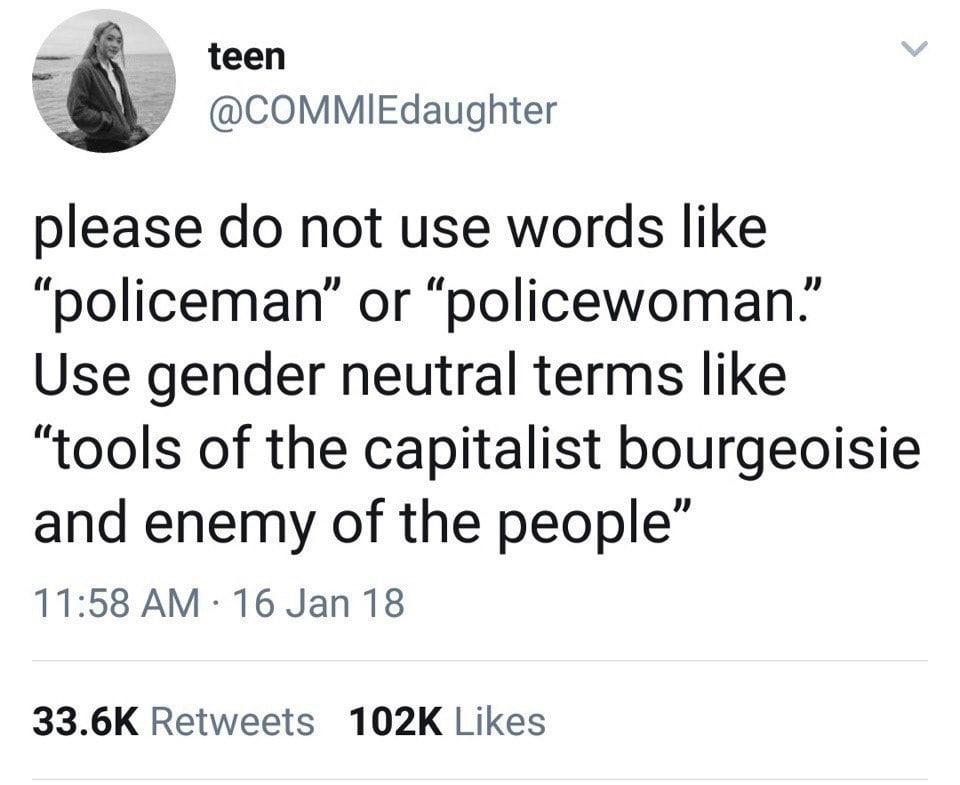 teen
@COMMIEdaughter
please do not use words like
“policeman” or “policewoman.”
Use gender neutral terms like
“tools of the capitalist bourgeoisie
and enemy of the people”
11:58 AM · 16 Jan 18
33.6K Retweets 102K Likes